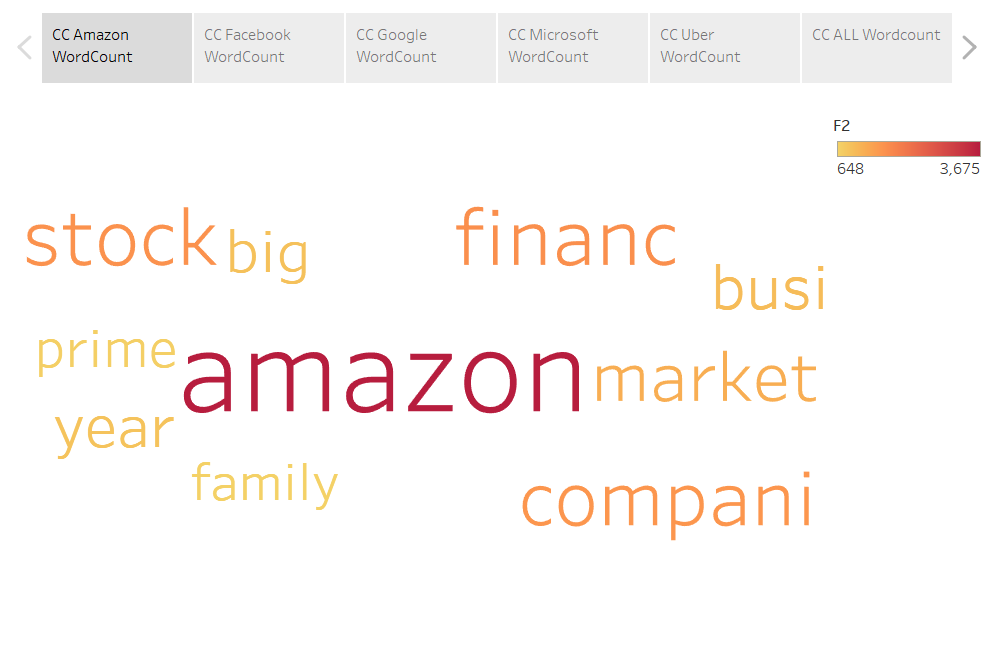 CC Amazon
WordCount
CC Facebook
WordCount
CC Google
WordCount
CC Microsoft
WordCount
CC Uber
WordCount
CC ALL Wordcount
F2
648 3,675
stock
big
financ
busi
prime
amazon
market
year
family
compani